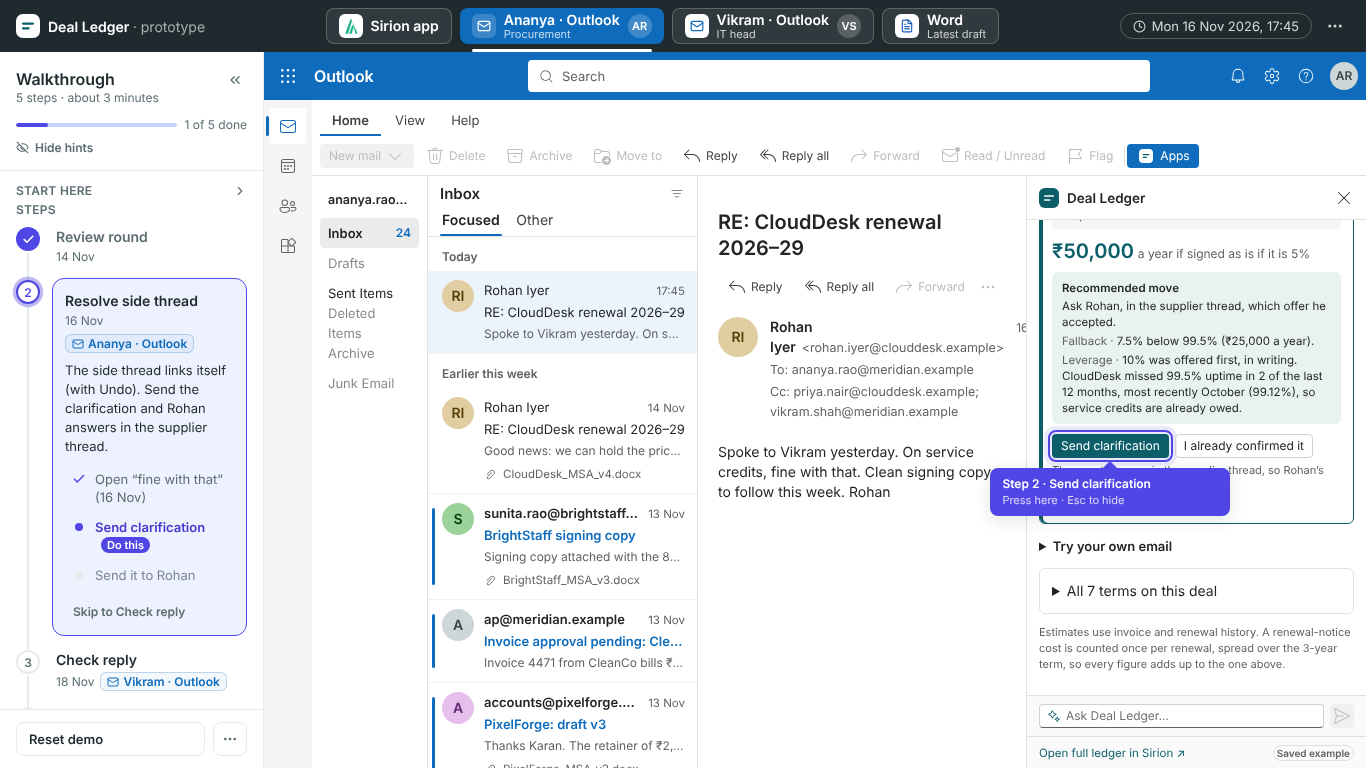 Deal Ledger · prototype
Sirion app
Ananya · Outlook
Procurement
AR
Vikram · Outlook
IT head
VS
Word
Latest draft
Mon 16 Nov 2026, 17:45
Walkthrough
5 steps · about 3 minutes
1 of 5 done
Hide hints
START HERE
STEPS
Review round
14 Nov
2
Resolve side thread
16 Nov
Ananya · Outlook
The side thread links itself
(with Undo). Send the
clarification and Rohan
answers in the supplier
thread.
Open “fine with that”
(16 Nov)
Send clarification
Do this
Send it to Rohan
Skip to Check reply
3
Check reply
18 Nov
Vikram · Outlook
Reset demo
Outlook
Search
AR
Home
View
Help
New mail
Delete
Archive
Move to
Reply
Reply all
Forward
Read / Unread
Flag
Apps
ananya.rao...
Inbox
24
Drafts
Sent Items
Deleted
Items
Archive
Junk Email
Inbox
Focused
Other
Today
RI
Rohan Iyer
17:45
RE: CloudDesk renewal 2026–29
Spoke to Vikram yesterday. On s...
Earlier this week
RI
Rohan Iyer
14 Nov
RE: CloudDesk renewal 2026–29
Good news: we can hold the pric...
CloudDesk_MSA_v4.docx
S
sunita.rao@brightstaff...
13 Nov
BrightStaff signing copy
Signing copy attached with the 8...
BrightStaff_MSA_v3.docx
A
ap@meridian.example
13 Nov
Invoice approval pending: Cle...
Invoice 4471 from CleanCo bills ₹...
A
accounts@pixelforge....
13 Nov
PixelForge: draft v3
Thanks Karan. The retainer of ₹2,...
PixelForge_MSA_v3.docx
RE: CloudDesk renewal
2026–29
Reply
Reply all
Forward
RI
Rohan
Iyer <rohan.iyer@clouddesk.example>
16
To: ananya.rao@meridian.example
Cc: priya.nair@clouddesk.example;
vikram.shah@meridian.example
Spoke to Vikram yesterday. On service
credits, fine with that. Clean signing copy
to follow this week. Rohan
Deal Ledger
₹50,000 a year if signed as is if it is 5%
Recommended move
Ask Rohan, in the supplier thread, which offer he
accepted.
Fallback · 7.5% below 99.5% (₹25,000 a year).
Leverage · 10% was offered first, in writing.
CloudDesk missed 99.5% uptime in 2 of the last
12 months, most recently October (99.12%), so
service credits are already owed.
Send clarification
I already confirmed it
thread, so Rohan’s
Step 2 · Send clarification
Press here · Esc to hide
Try your own email
All 7 terms on this deal
Estimates use invoice and renewal history. A renewal-notice
cost is counted once per renewal, spread over the 3-year
term, so every figure adds up to the one above.
Ask Deal Ledger...
Open full ledger in Sirion ↗
Saved example